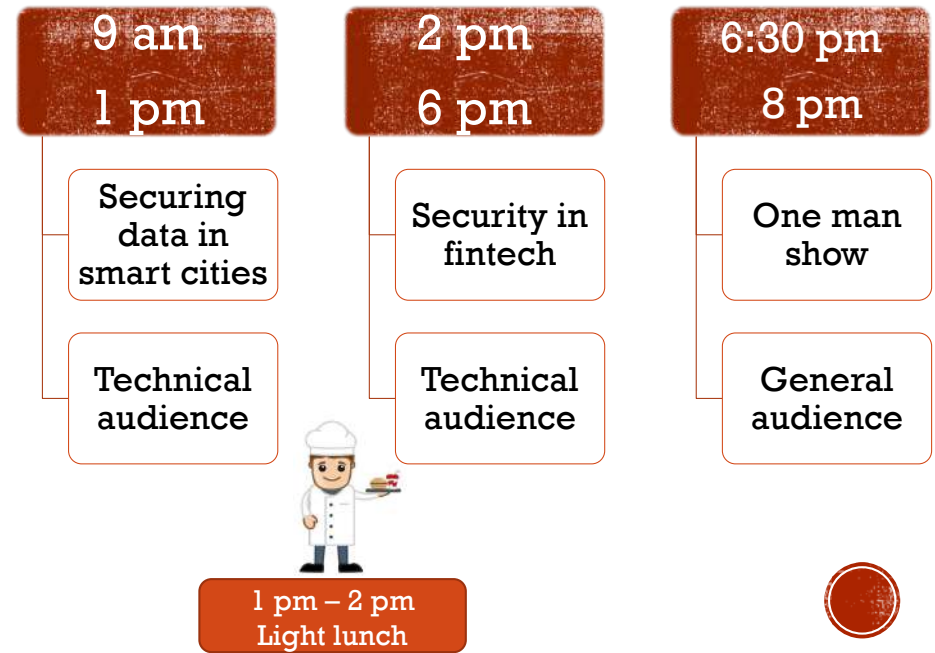 9 am
1 pm
Securing
data in
smart cities
Technical
audience
2 pm
6 pm
Security in
fintech
Technical
audience
6:30 pm
8 pm
One man
show
General
audience
1 pm – 2 pm
Light lunch